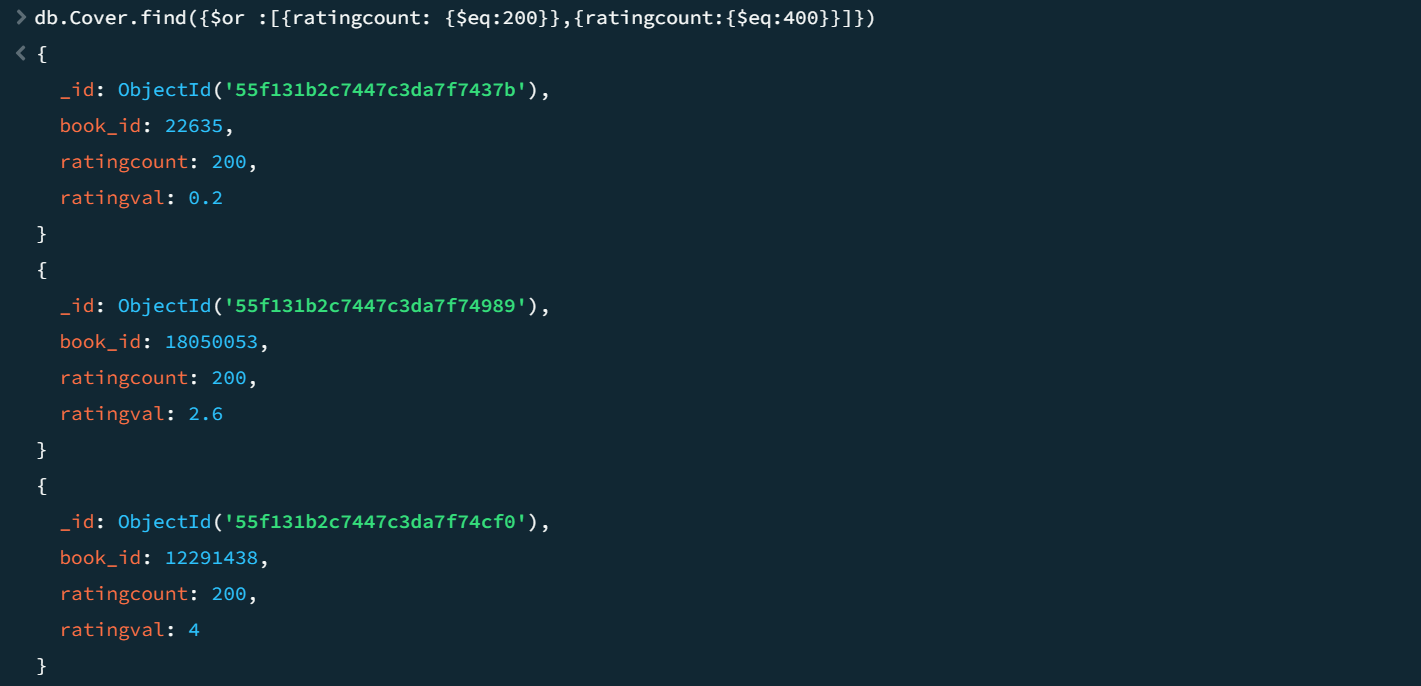 > db.Cover.find({$or :[{ratingcount: {$eq:200}},{ratingcount:{$eq:400}}]})
< {
_id: ObjectId('55f131b2c7447c3da7f7437b'),
book_id: 22635,
ratingcount: 200,
ratingval: 0.2
}
{
_id: ObjectId('55f131b2c7447c3da7f74989'),
book_id: 18050053,
ratingcount: 200,
ratingval: 2.6
}
{
_id: ObjectId('55f131b2c7447c3da7f74cf0'),
book_id: 12291438,
ratingcount: 200,
ratingval: 4
}